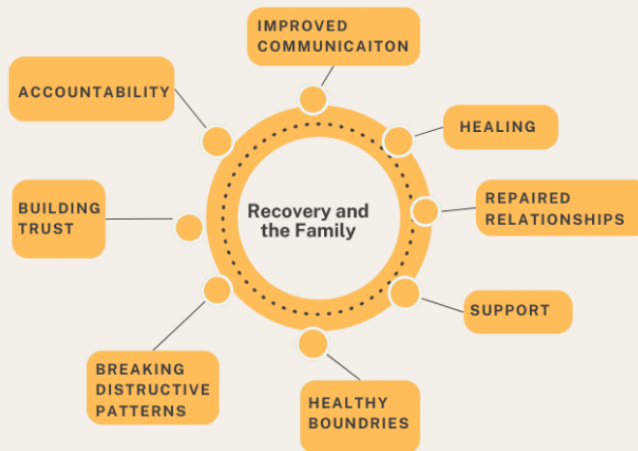 IMPROVED
COMMUNICAITON
ACCOUNTABILITY
HEALING
BUILDING
TRUST
Recovery and
the Family
REPAIRED
RELATIONSHIPS
SUPPORT
BREAKING
DISTRUCTIVE
PATTERNS
HEALTHY
BOUNDRIES